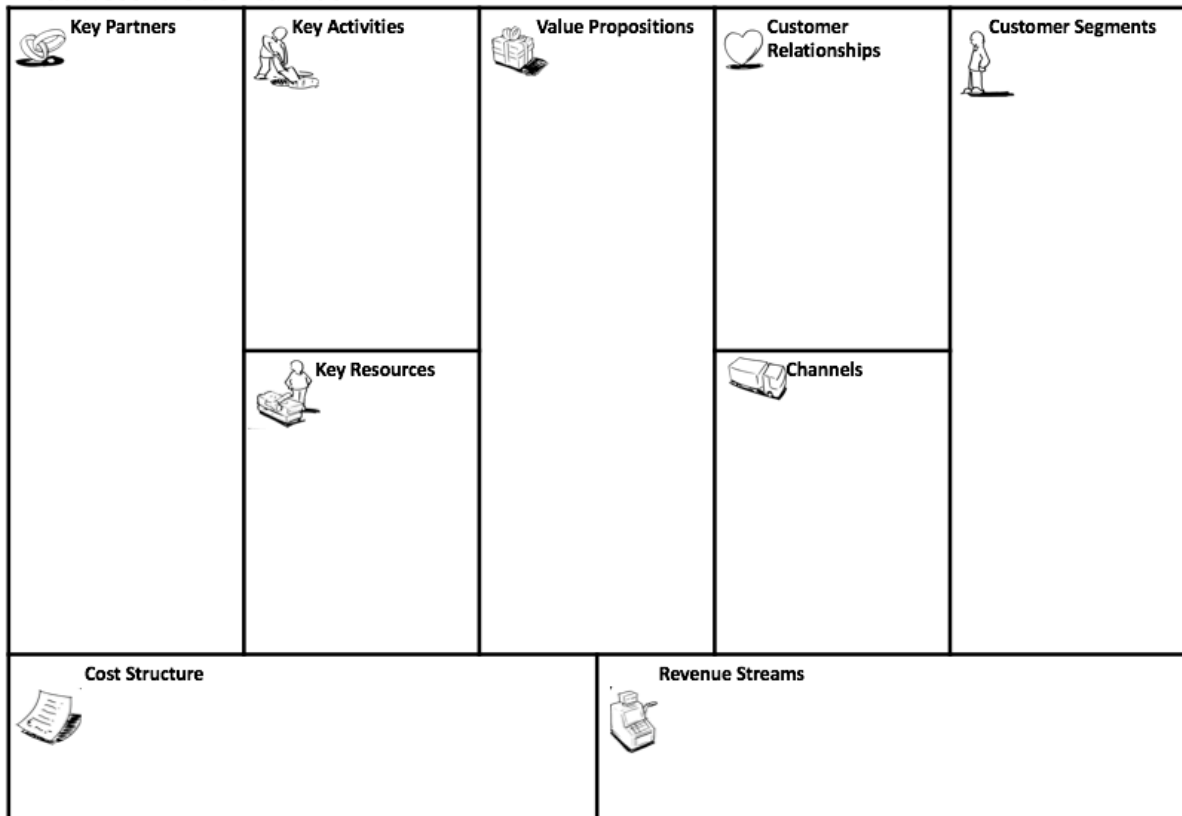 Key Partners
Key Activities
Value Propositions
Customer
Relationships
Customer Segments
Key Resources
Channels
Cost Structure
Revenue Streams